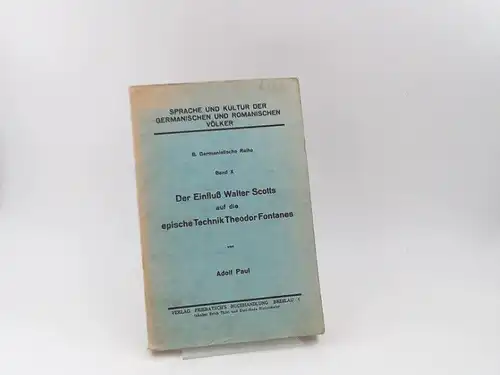 SPRACHE UND KULTUR DER
GERMANISCHEN UND ROMANISCHEN
VÖLKER
B. Germanistische Reihe
Band X
Der Einfluß Walter Scotts
auf die
epische Technik Theodor Fontanes
von
Adolf Paul
VERLAG PRIEBATSCH'S BUCHHANDLUNG BRESLAU